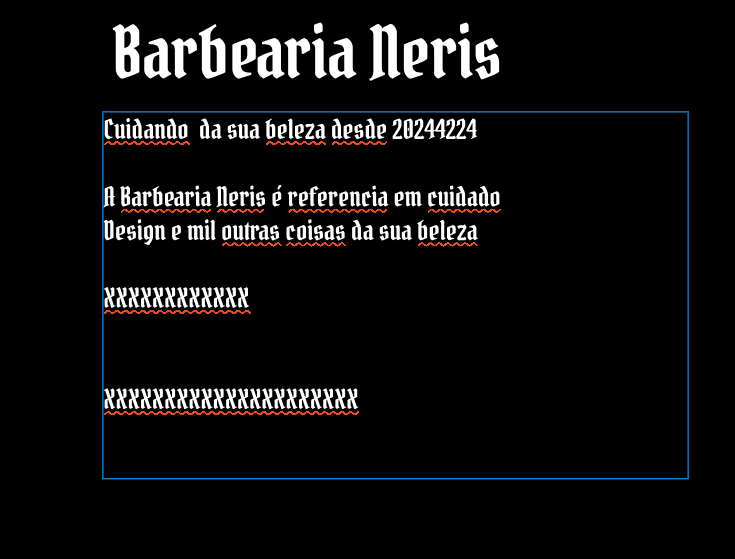 Barbearia Neris
Cuidando da sua beleza desde 20244224
A Barbearia Neris é referencia em cuidado
Design e mil outras coisas da sua beleza
XXXXXXXXXXXX
XXXXXXXXXXXXXXXXXXXXX